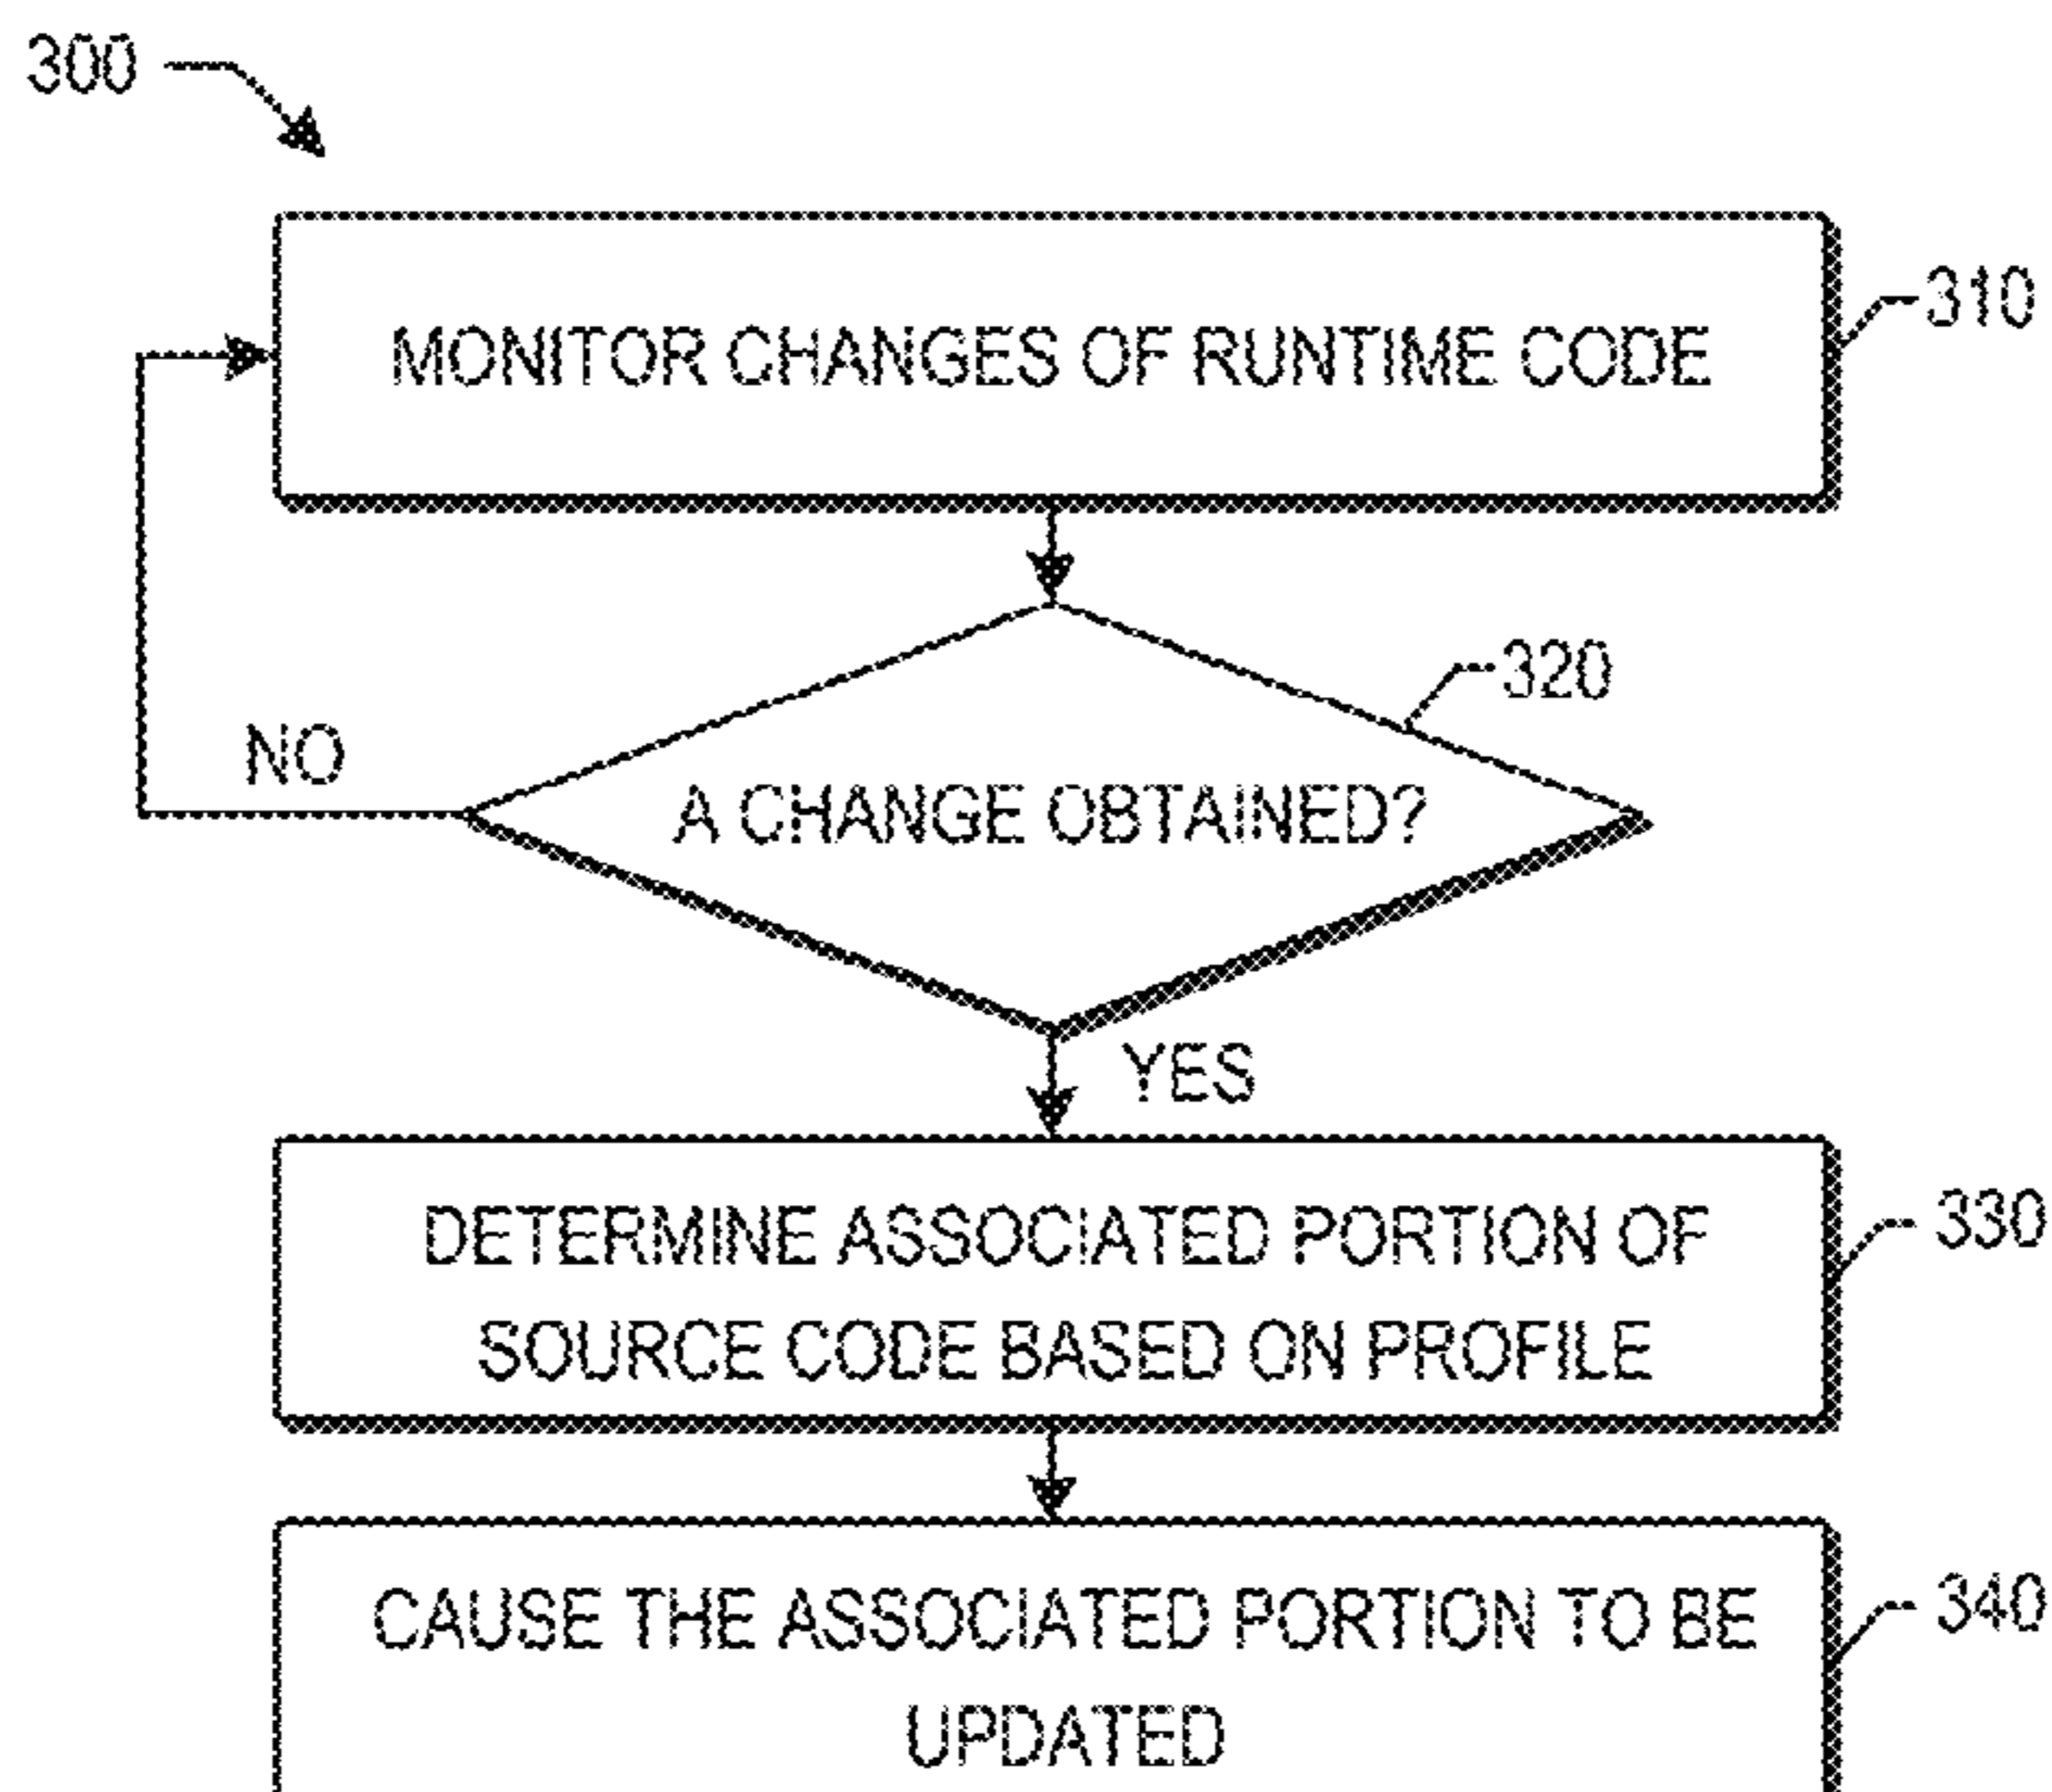 300
MONITOR CHANGES OF RUNTIME CODE
310
320
NO
A CHANGE OBTAINED?
YES
DETERMINE ASSOCIATED PORTION OF
SOURCE CODE BASED ON PROFILE
330
CAUSE THE ASSOCIATED PORTION TO BE
UPDATED
340